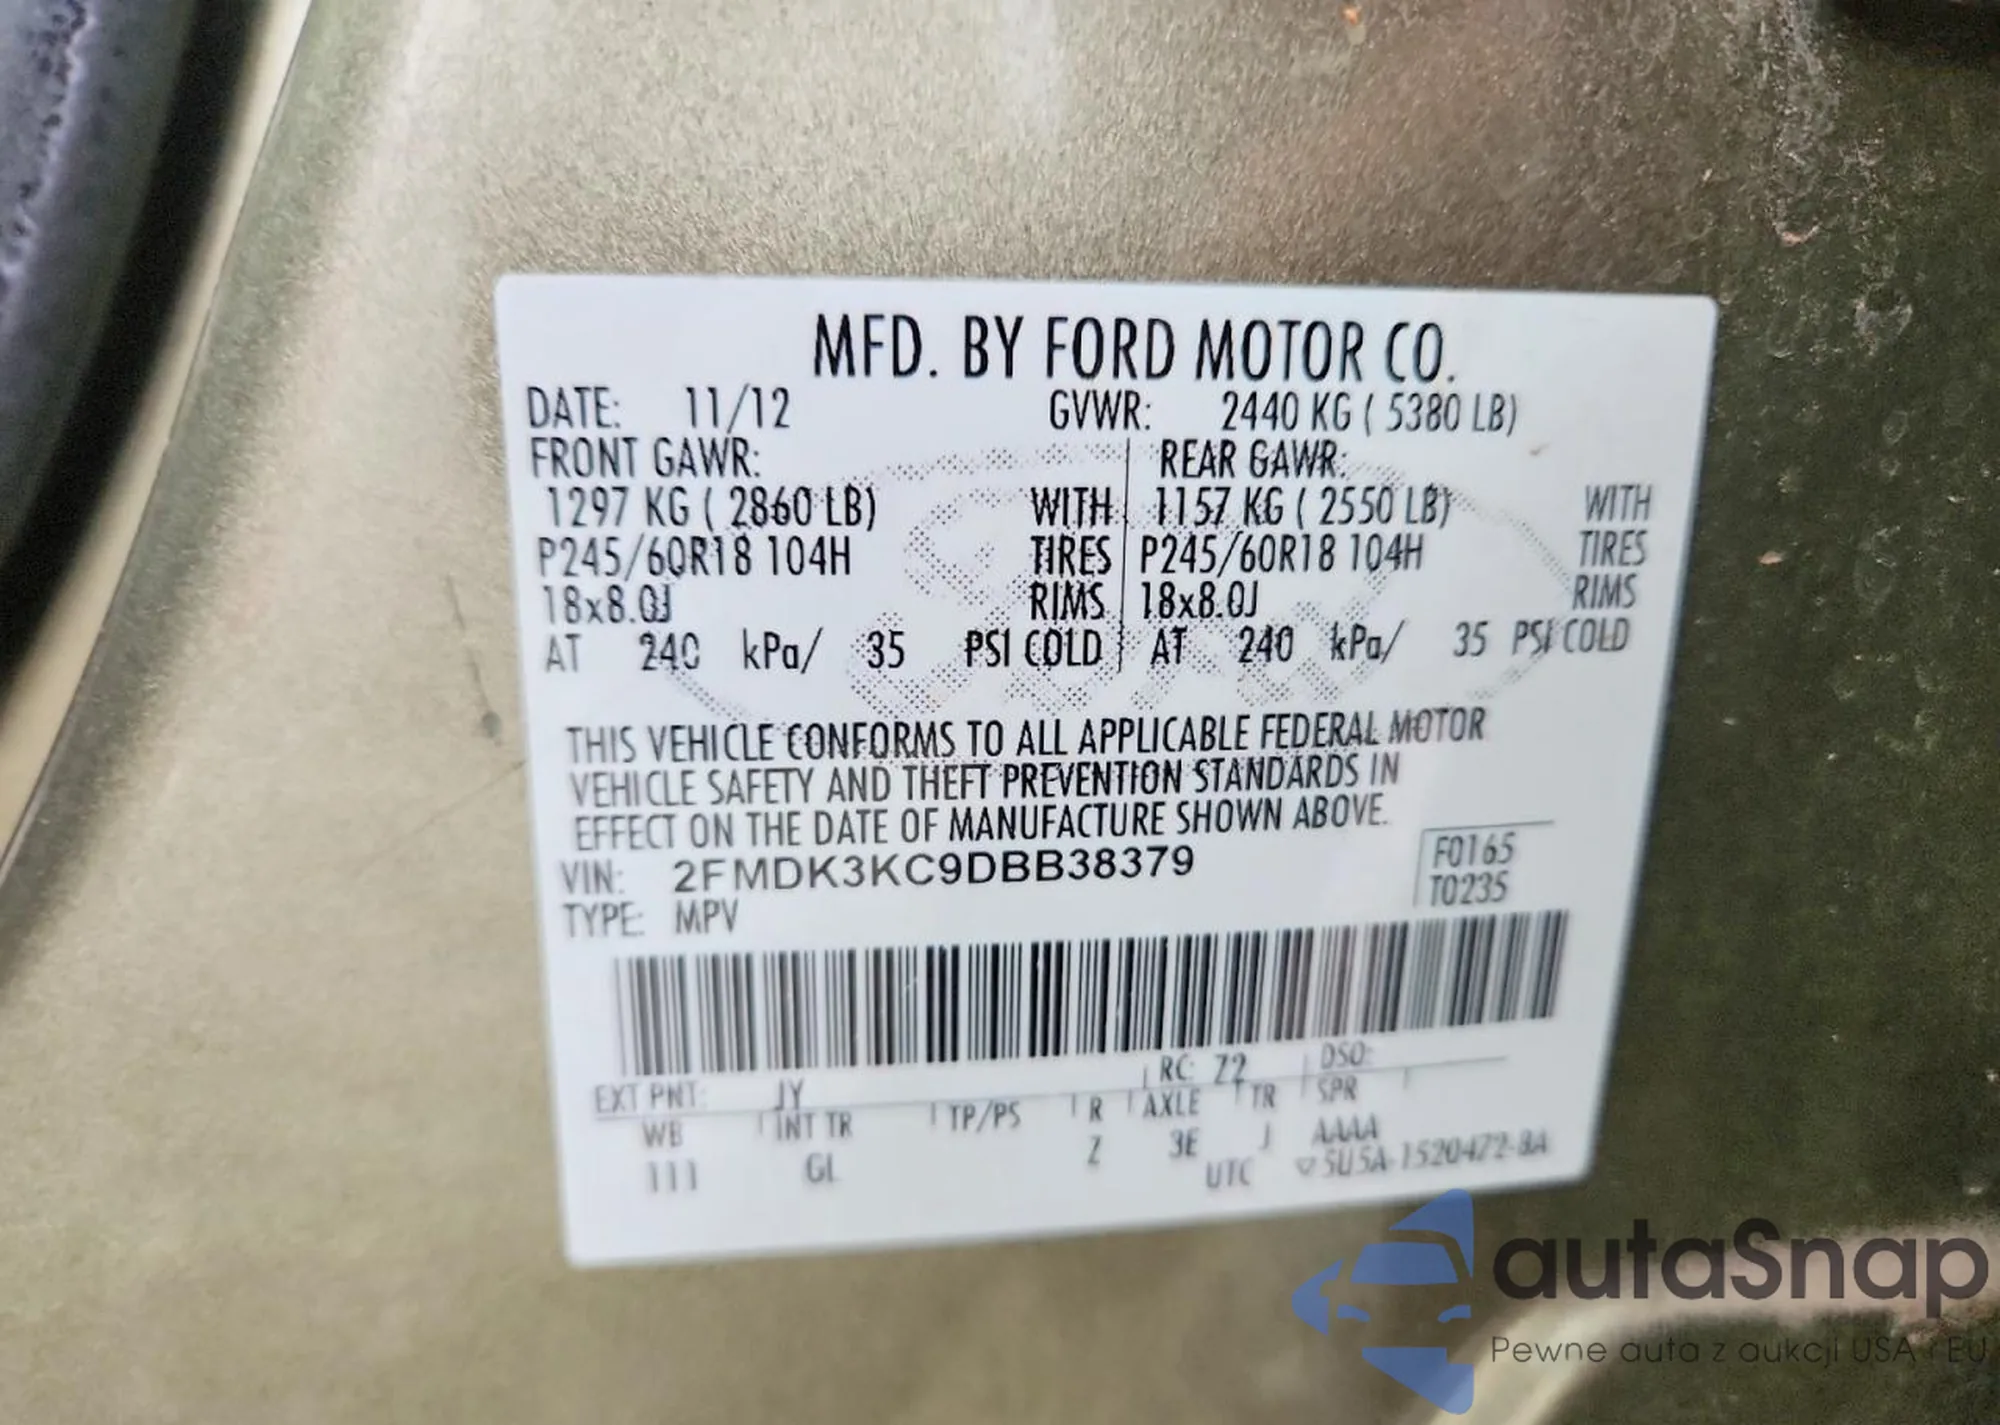 MFD. BY FORD MOTOR CO.
DATE: 11/12 GVWR: 2440 KG ( 5380 LB)
FRONT GAWR: REAR GAWR:
1297 KG ( 2860 LB) WITH 1157 KG ( 2550 LB) WITH
P245/60R18 104H TIRES P245/60R18 104H TIRES
18x8.0J RIMS 18x8.0J RIMS
AT 240 kPa/ 35 PSI COLD AT 240 kPa/ 35 PSI COLD
THIS VEHICLE CONFORMS TO ALL APPLICABLE FEDERAL MOTOR
VEHICLE SAFETY AND THEFT PREVENTION STANDARDS IN
EFFECT ON THE DATE OF MANUFACTURE SHOWN ABOVE.
VIN: 2FMDK3KC9DBB38379 F0165
TYPE: MPV T0235
EXT PNT: JY RC: 72 DSO:
WB INT TR TP/PS R AXLE TR SPR
111 GL Z 3E J AAAA
UTC ▽5U5A-1520472-BA
autaSnap
Pewne auta z aukcji USA i EU